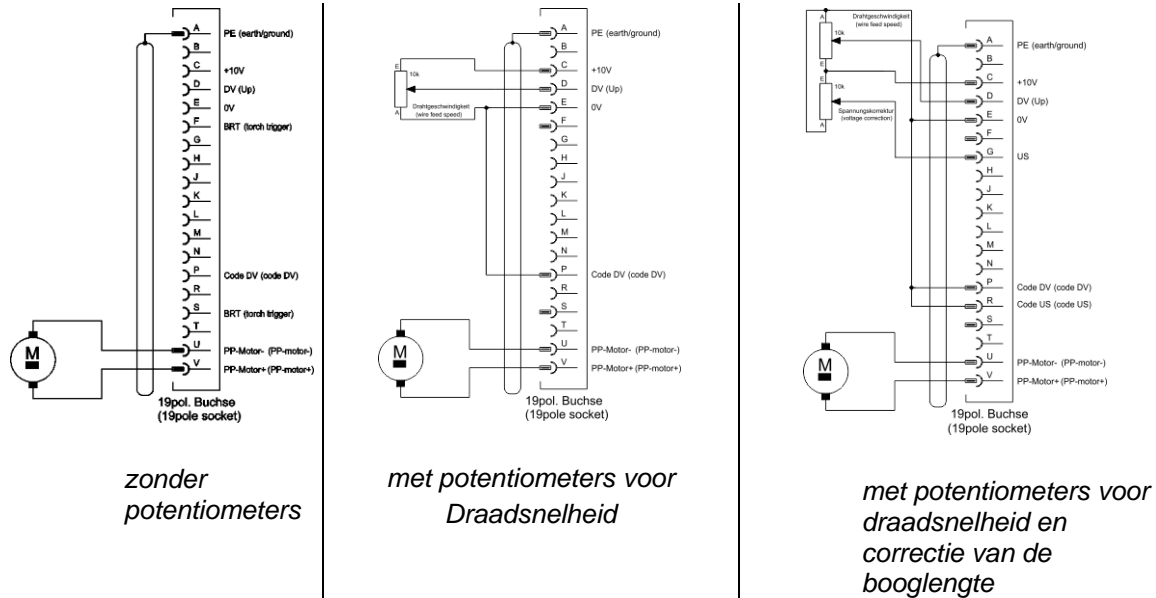 A PE (earth/ground)
B
C +10V
D DV (Up)
E 0V
F BRT (torch trigger)
G
H
J
K
L
M
N
P Code DV (code DV)
R
S BRT (torch trigger)
T
U PP-Motor- (PP-motor-)
V PP-Motor+ (PP-motor+)
M
19pol. Buchse
(19pole socket)
zonder
potentiometers
A PE (earth/ground)
B
C +10V
D DV (Up)
E 0V
F
G
H
J
K
L
M
N
P Code DV (code DV)
R
S
T
U PP-Motor- (PP-motor-)
V PP-Motor+ (PP-motor+)
E
10k
A
Drahtgeschwindigkeit
(wire feed speed)
M
19pol. Buchse
(19pole socket)
met potentiometers voor
Draadsnelheid
A
Drahtgeschwindigkeit
(wire feed speed)
10k
E
E
10k
Spannungskorrektur
(voltage correction)
A
A PE (earth/ground)
B
C +10V
D DV (Up)
E 0V
F
G US
H
J
K
L
M
N
P Code DV (code DV)
R Code US (code US)
S
T
U PP-Motor- (PP-motor-)
V PP-Motor+ (PP-motor+)
M
19pol. Buchse
(19pole socket)
met potentiometers voor
draadsnelheid en
correctie van de
booglengte